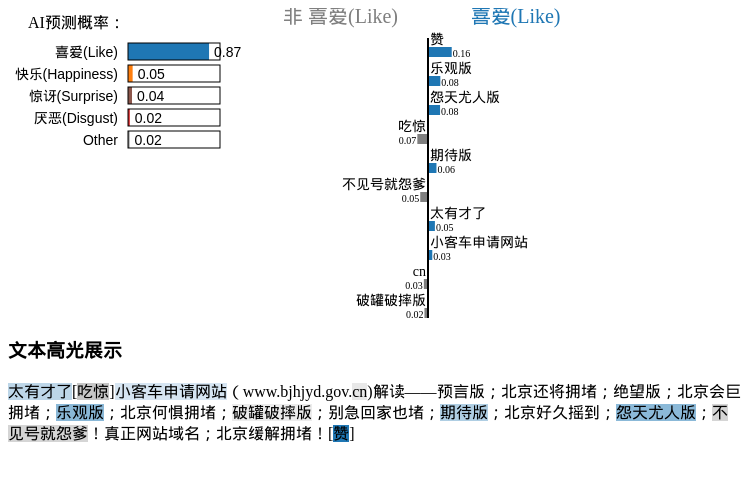 AI预测概率：
喜爱(Like) 0.87
快乐(Happiness) 0.05
惊讶(Surprise) 0.04
厌恶(Disgust) 0.02
Other 0.02
非 喜爱(Like) 喜爱(Like)
赞
0.16
乐观版
0.08
怨天尤人版
0.08
吃惊
0.07
期待版
0.06
不见号就怨爹
0.05
太有才了
0.05
小客车申请网站
0.03
cn
0.03
破罐破摔版
0.02
文本高光展示
太有才了[吃惊]小客车申请网站（www.bjhjyd.gov.cn)解读——预言版；北京还将拥堵；绝望版；北京会巨
拥堵；乐观版；北京何惧拥堵；破罐破摔版；别急回家也堵；期待版；北京好久摇到；怨天尤人版；不
见号就怨爹！真正网站域名；北京缓解拥堵！[赞]